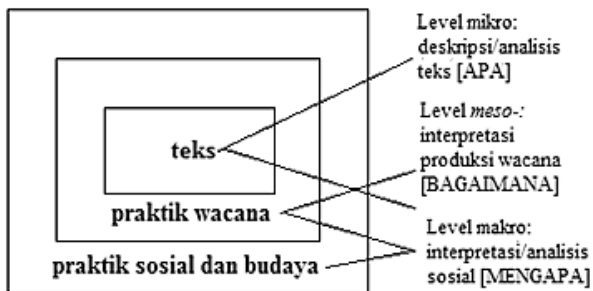 teks
praktik wacana
praktik sosial dan budaya
Level mikro:
deskripsi/analisis
teks [APA]
Level meso-:
interpretasi
produksi wacana
[BAGAIMANA]
Level makro:
interpretasi/analisis
sosial [MENGAPA]